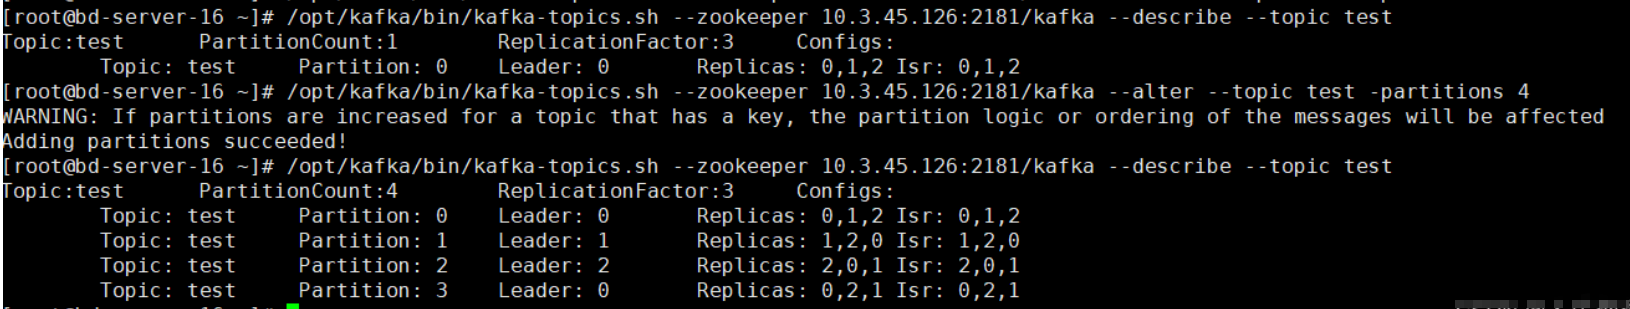 [root@bd-server-16 ~]# /opt/kafka/bin/kafka-topics.sh --zookeeper 10.3.45.126:2181/kafka --describe --topic test
Topic:test PartitionCount:1 ReplicationFactor:3 Configs:
Topic: test Partition: 0 Leader: 0 Replicas: 0,1,2 Isr: 0,1,2
[root@bd-server-16 ~]# /opt/kafka/bin/kafka-topics.sh --zookeeper 10.3.45.126:2181/kafka --alter --topic test -partitions 4
WARNING: If partitions are increased for a topic that has a key, the partition logic or ordering of the messages will be affected
Adding partitions succeeded!
[root@bd-server-16 ~]# /opt/kafka/bin/kafka-topics.sh --zookeeper 10.3.45.126:2181/kafka --describe --topic test
Topic:test PartitionCount:4 ReplicationFactor:3 Configs:
Topic: test Partition: 0 Leader: 0 Replicas: 0,1,2 Isr: 0,1,2
Topic: test Partition: 1 Leader: 1 Replicas: 1,2,0 Isr: 1,2,0
Topic: test Partition: 2 Leader: 2 Replicas: 2,0,1 Isr: 2,0,1
Topic: test Partition: 3 Leader: 0 Replicas: 0,2,1 Isr: 0,2,1